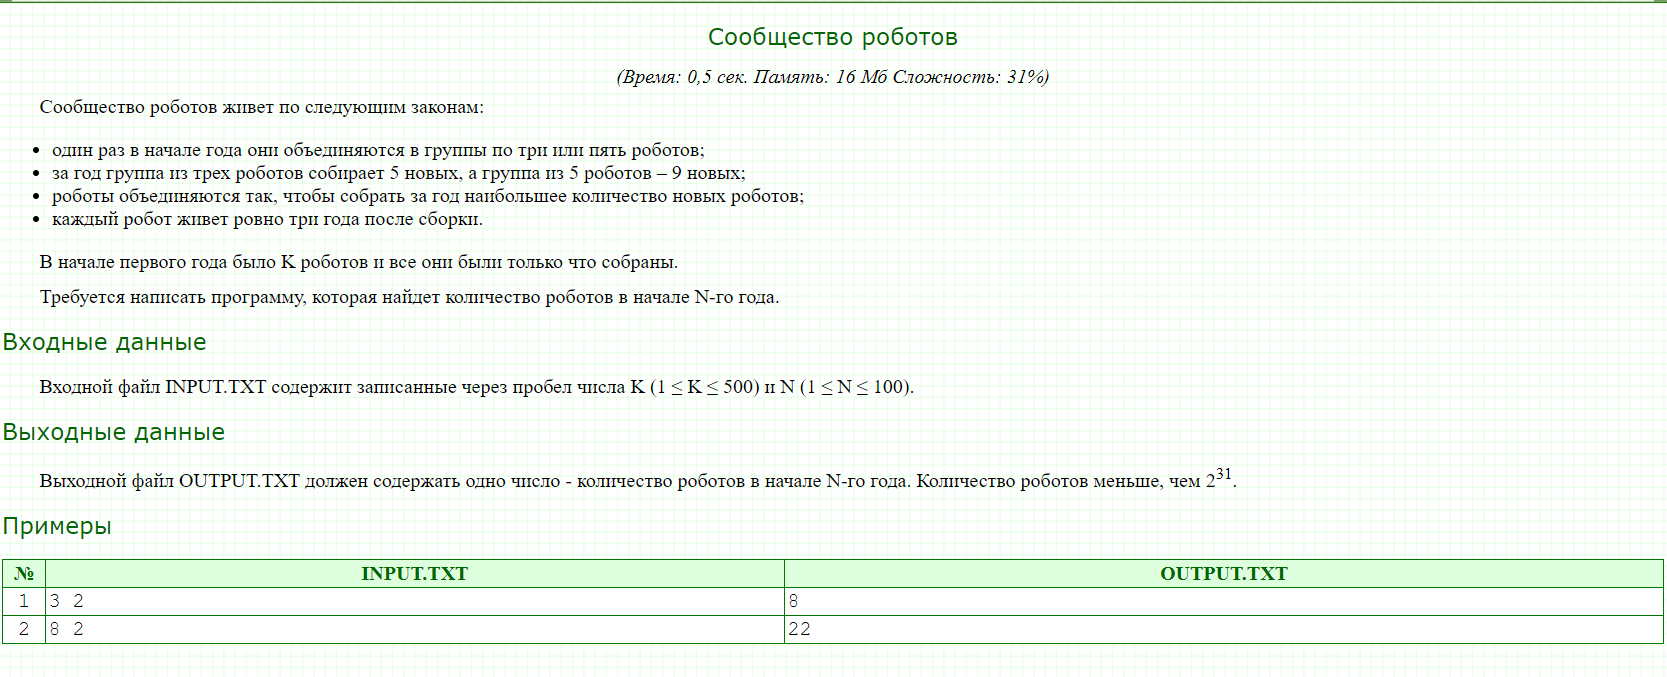 Сообщество роботов
(Время: 0,5 сек. Память: 16 Мб Сложность: 31%)
Сообщество роботов живет по следующим законам:
• один раз в начале года они объединяются в группы по три или пять роботов;
• за год группа из трех роботов собирает 5 новых, а группа из 5 роботов – 9 новых;
• роботы объединяются так, чтобы собрать за год наибольшее количество новых роботов;
• каждый робот живет ровно три года после сборки.
В начале первого года было K роботов и все они были только что собраны.
Требуется написать программу, которая найдет количество роботов в начале N-го года.
Входные данные
Входной файл INPUT.TXT содержит записанные через пробел числа K (1 ≤ K ≤ 500) и N (1 ≤ N ≤ 100).
Выходные данные
Выходной файл OUTPUT.TXT должен содержать одно число - количество роботов в начале N-го года. Количество роботов меньше, чем 2³¹.
Примеры
№ INPUT.TXT OUTPUT.TXT
1 3 2 8
2 8 2 22